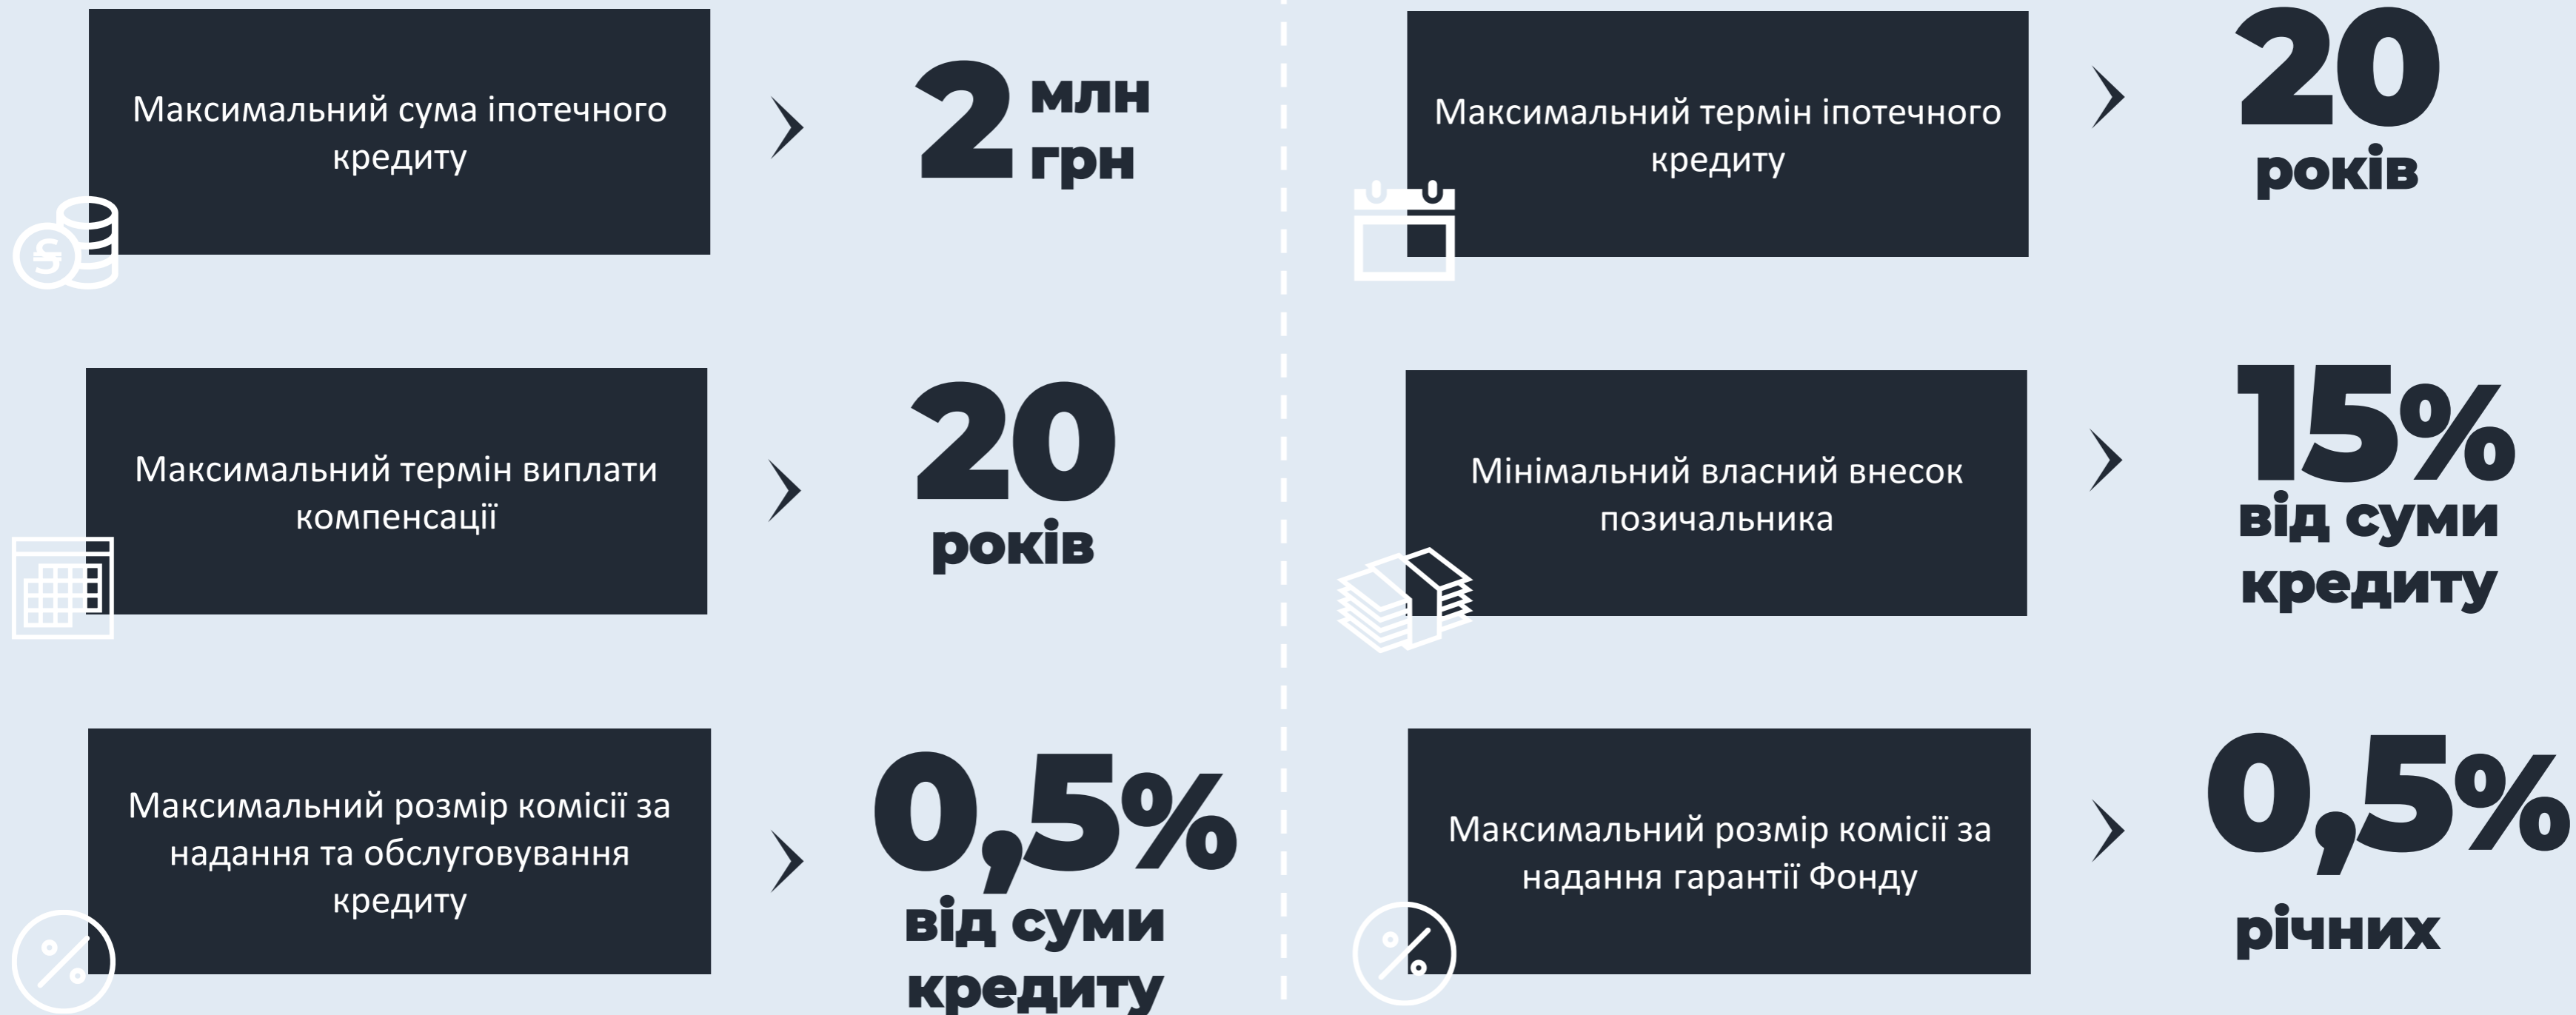 Максимальний сума іпотечного
кредиту
2 млн
грн
Максимальний термін іпотечного
кредиту
20
років
Максимальний термін виплати
компенсації
20
років
Мінімальний власний внесок
позичальника
15%
від суми
кредиту
Максимальний розмір комісії за
надання та обслуговування
кредиту
0,5%
від суми
кредиту
Максимальний розмір комісії за
надання гарантії Фонду
0,5%
річних